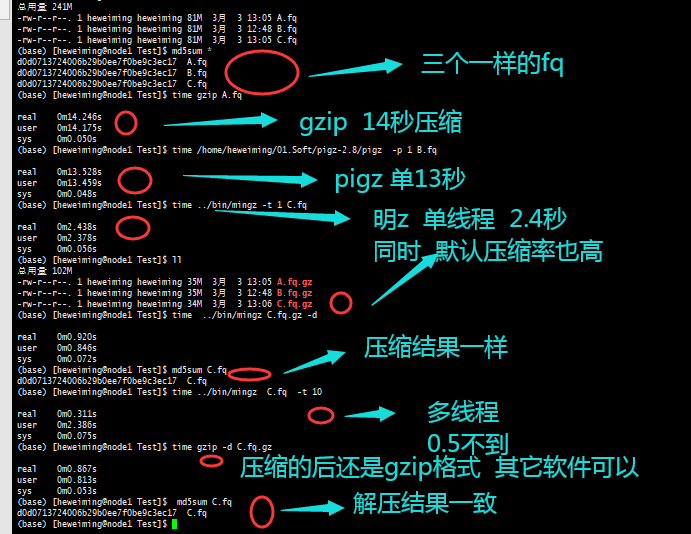 总用量 241M
-rw-r--r--. 1 heweiming heweiming 81M  3月   3 13:05 A.fq
-rw-r--r--. 1 heweiming heweiming 81M  3月   3 12:48 B.fq
-rw-r--r--. 1 heweiming heweiming 81M  3月   3 13:05 C.fq
(base) [heweiming@node1 Test]$ md5sum *
d0d0713724006b29b0ee7f0be9c3ec17  A.fq
d0d0713724006b29b0ee7f0be9c3ec17  B.fq
d0d0713724006b29b0ee7f0be9c3ec17  C.fq
三个一样的fq
(base) [heweiming@node1 Test]$ time gzip A.fq
real    0m14.246s
user    0m14.175s
sys     0m0.050s
gzip  14秒压缩
(base) [heweiming@node1 Test]$ time /home/heweiming/01.Soft/pigz-2.8/pigz  -p 1 B.fq
real    0m13.528s
user    0m13.459s
sys     0m0.048s
pigz 单13秒
(base) [heweiming@node1 Test]$ time ../bin/mingz -t 1 C.fq
real    0m2.438s
user    0m2.378s
sys     0m0.056s
明z  单线程  2.4秒
同时  默认压缩率也高
(base) [heweiming@node1 Test]$ ll
总用量 102M
-rw-r--r--. 1 heweiming heweiming 35M  3月   3 13:05 A.fq.gz
-rw-r--r--. 1 heweiming heweiming 35M  3月   3 12:48 B.fq.gz
-rw-r--r--. 1 heweiming heweiming 34M  3月   3 13:06 C.fq.gz
(base) [heweiming@node1 Test]$ time  ../bin/mingz C.fq.gz -d
real    0m0.920s
user    0m0.846s
sys     0m0.072s
压缩结果一样
(base) [heweiming@node1 Test]$ md5sum C.fq
d0d0713724006b29b0ee7f0be9c3ec17  C.fq
(base) [heweiming@node1 Test]$ time ../bin/mingz  C.fq  -t 10
real    0m0.311s
user    0m2.386s
sys     0m0.075s
多线程
0.5不到
(base) [heweiming@node1 Test]$ time gzip -d C.fq.gz
压缩的后还是gzip格式  其它软件可以
real    0m0.867s
user    0m0.813s
sys     0m0.053s
(base) [heweiming@node1 Test]$  md5sum C.fq
d0d0713724006b29b0ee7f0be9c3ec17  C.fq
解压结果一致
(base) [heweiming@node1 Test]$